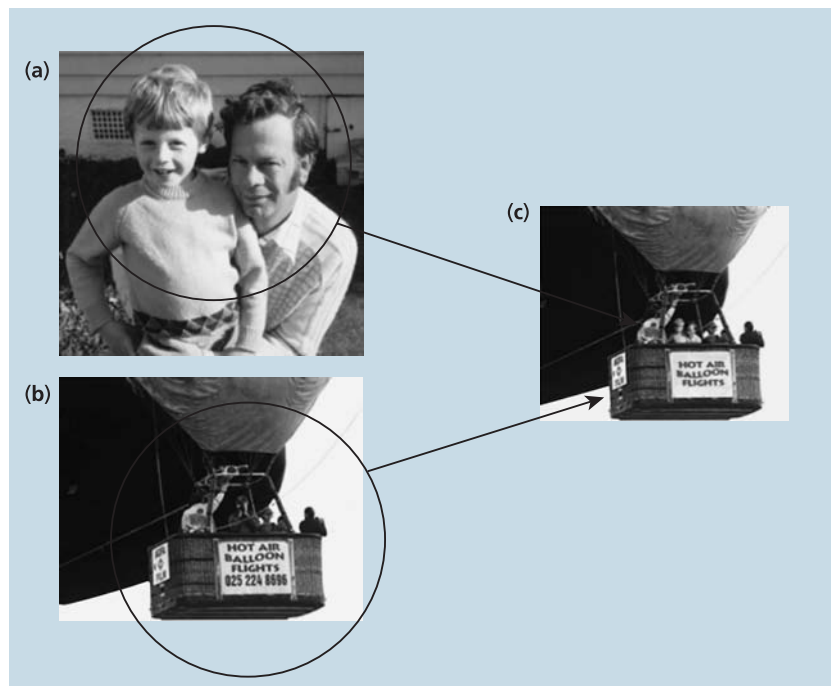 (a)
(b)
HOT AIR
BALLOON
FLIGHTS
025 224 8696
(c)
HOT AIR
BALLOON
FLIGHTS